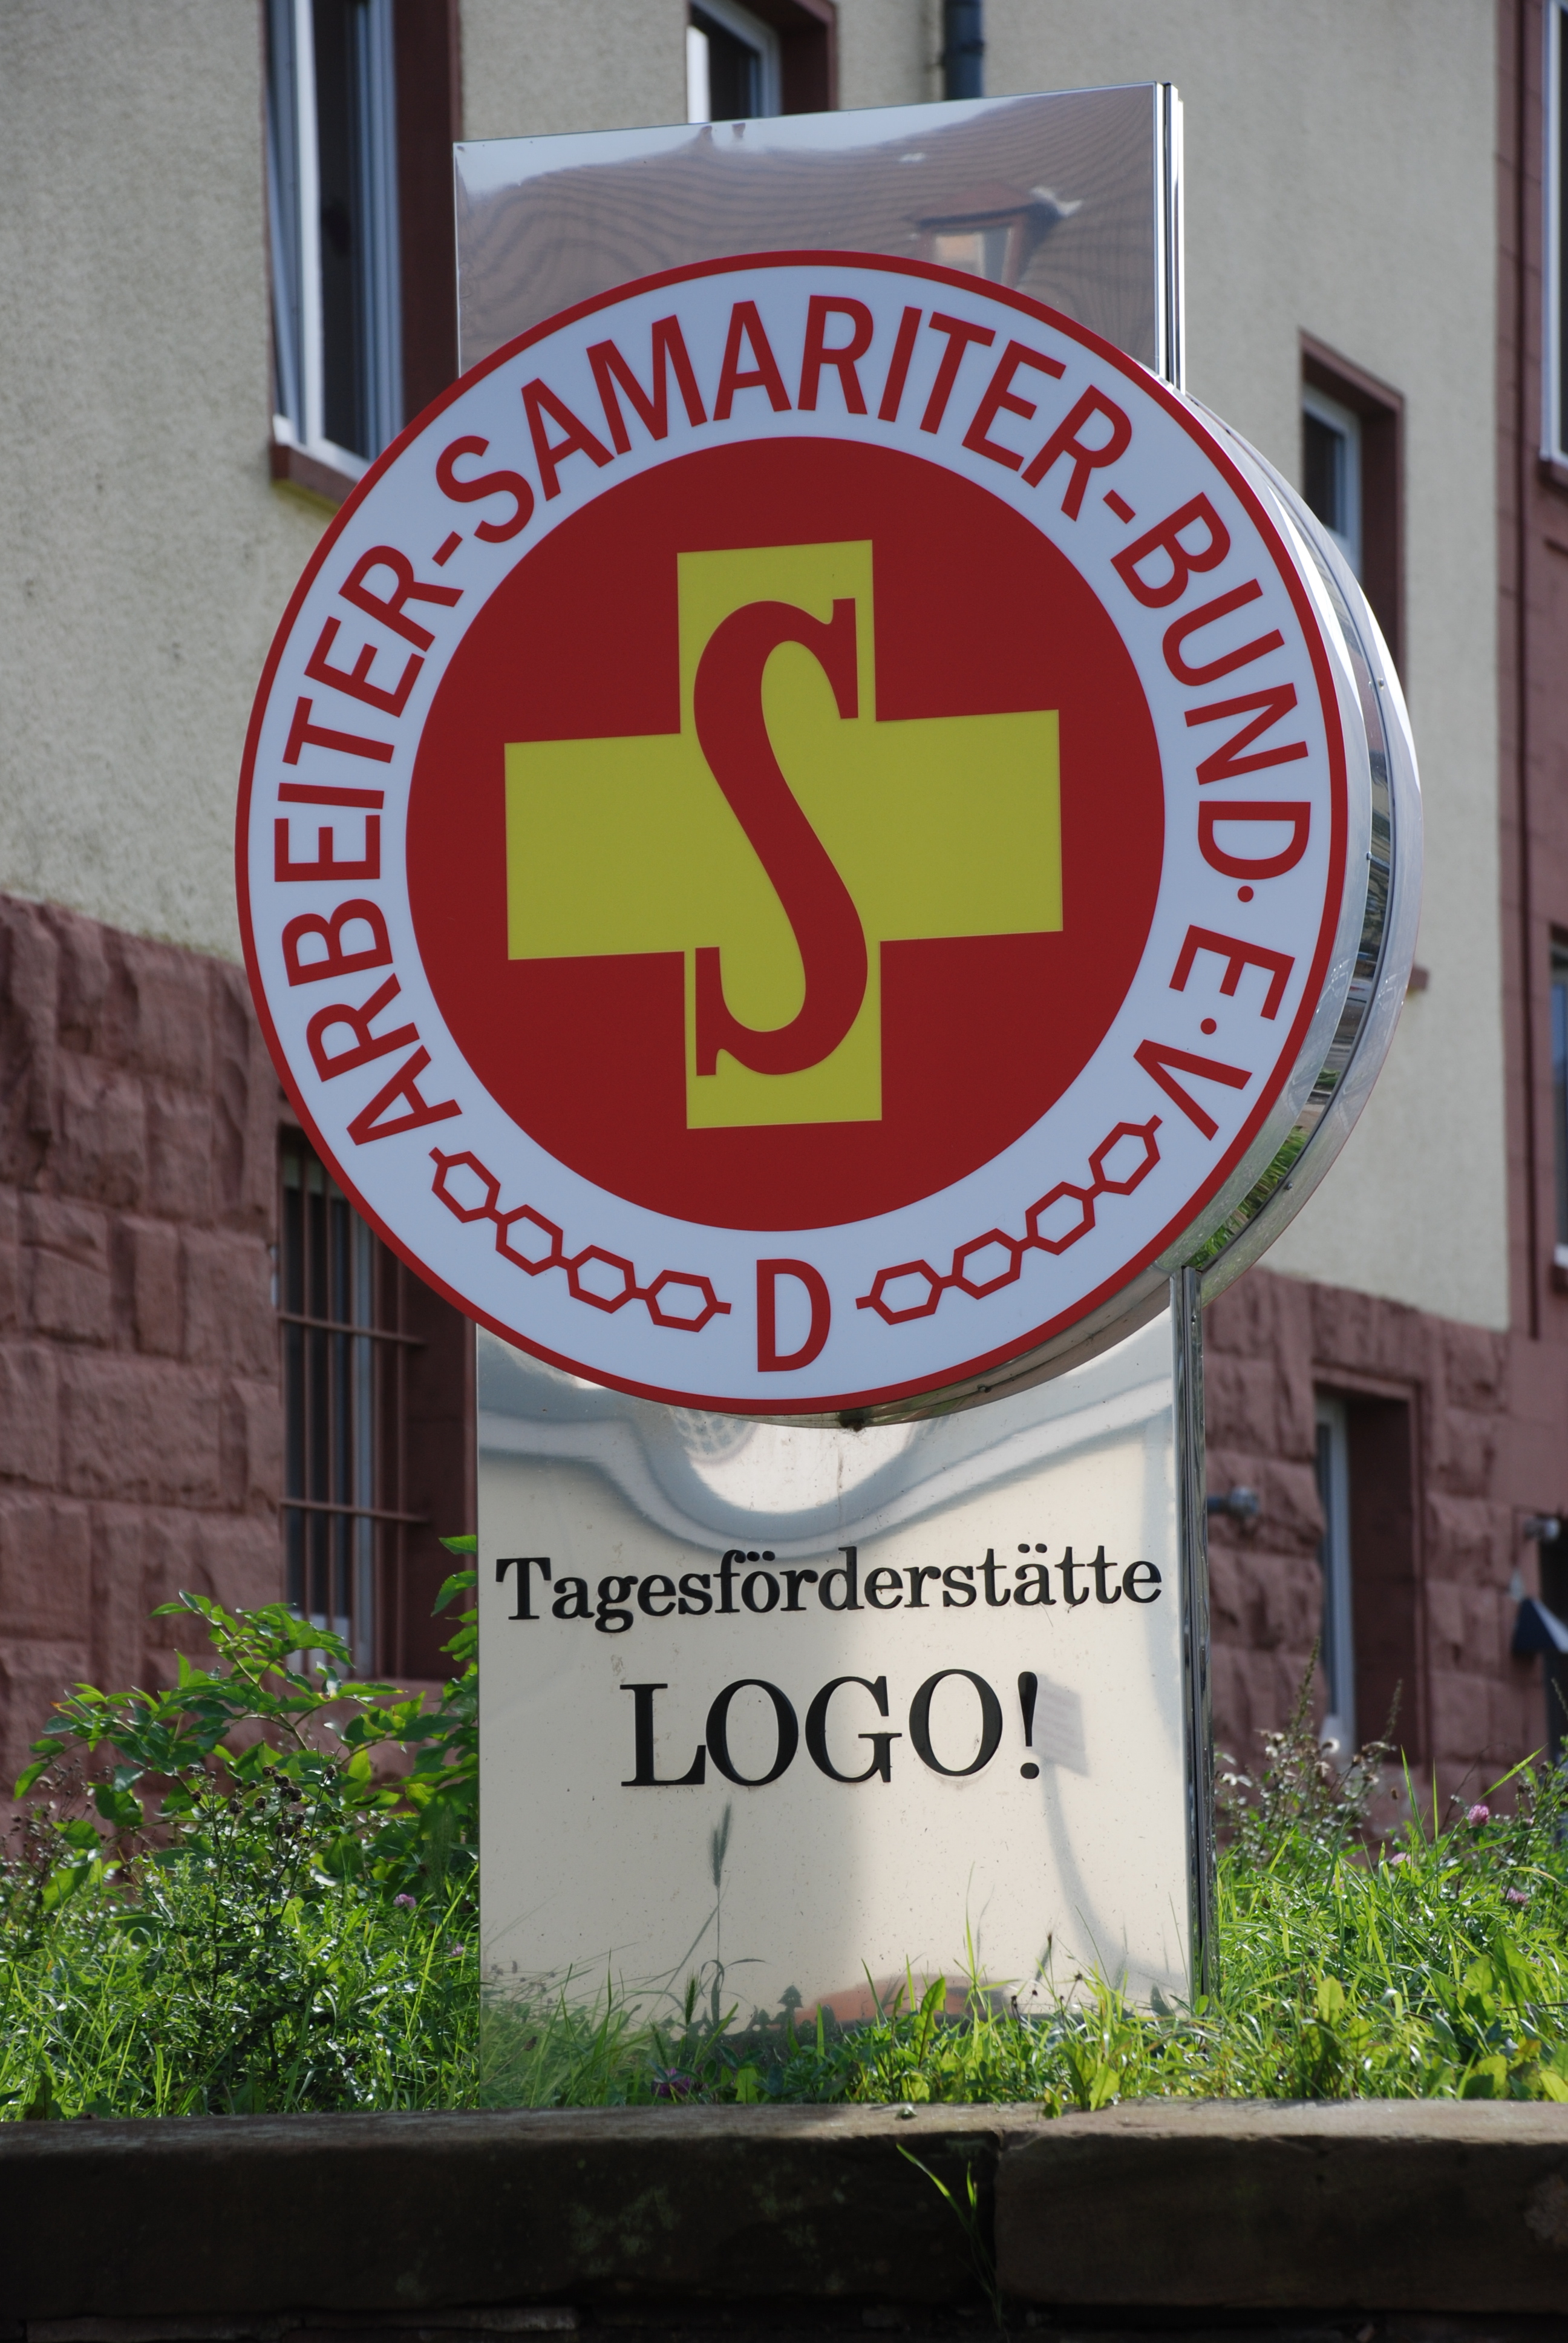 ARBEITER-SAMARITER-BUND·E·V
S
D
Tagesförderstätte
LOGO!